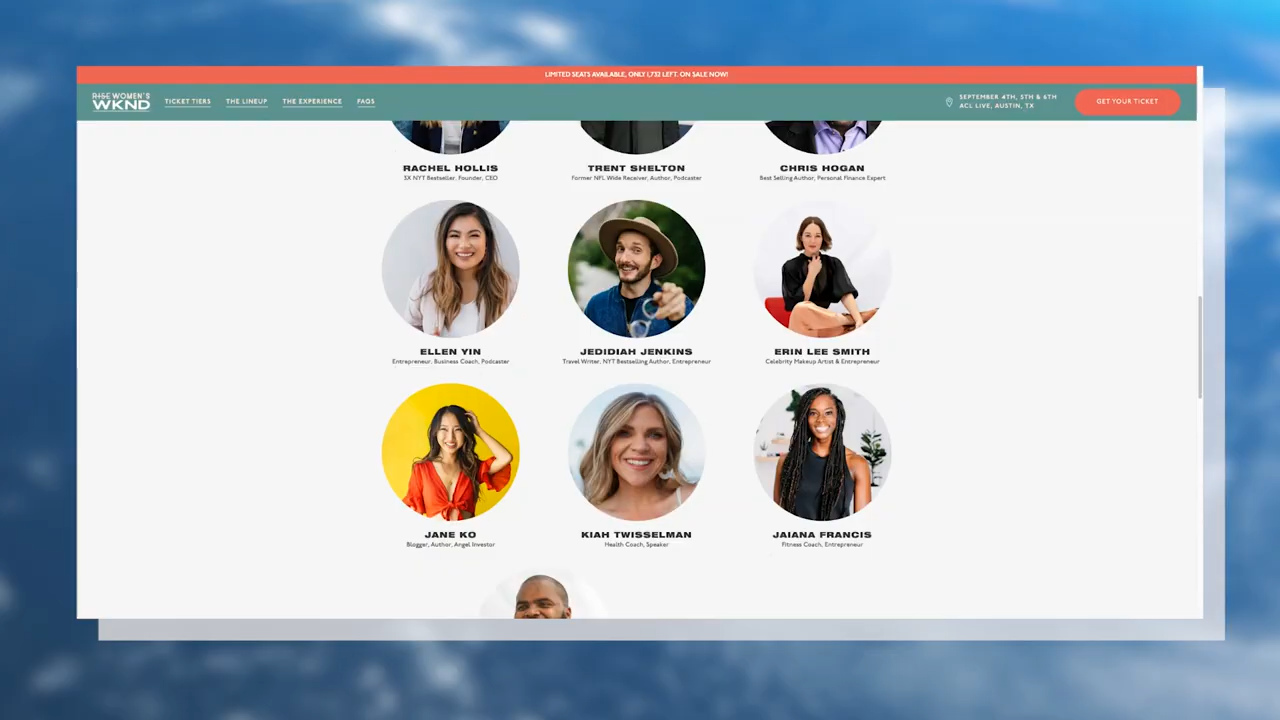 LIMITED SEATS AVAILABLE, ONLY 1,733 LEFT. ON SALE NOW!
RISE WOMEN'S
WKND
TICKET TIERS
THE LINEUP
THE EXPERIENCE
FAQS
SEPTEMBER 4TH, 5TH & 6TH
ACL LIVE, AUSTIN, TX
GET YOUR TICKET
RACHEL HOLLIS
TRENT SHELTON
CHRIS HOGAN
3X NYT Bestseller, Founder, CEO
Former NFL Wide Receiver, Author, Podcaster
Best Selling Author, Personal Finance Expert
ELLEN YIN
JEDIDIAH JENKINS
ERIN LEE SMITH
Entrepreneur, Business Coach, Podcaster
Travel Writer, NYT Bestselling Author, Entrepreneur
Celebrity Makeup Artist & Entrepreneur
JANE KO
KIAH TWISSELMAN
JAIANA FRANCIS
Blogger, Author, Angel Investor
Health Coach, Speaker
Fitness Coach, Entrepreneur